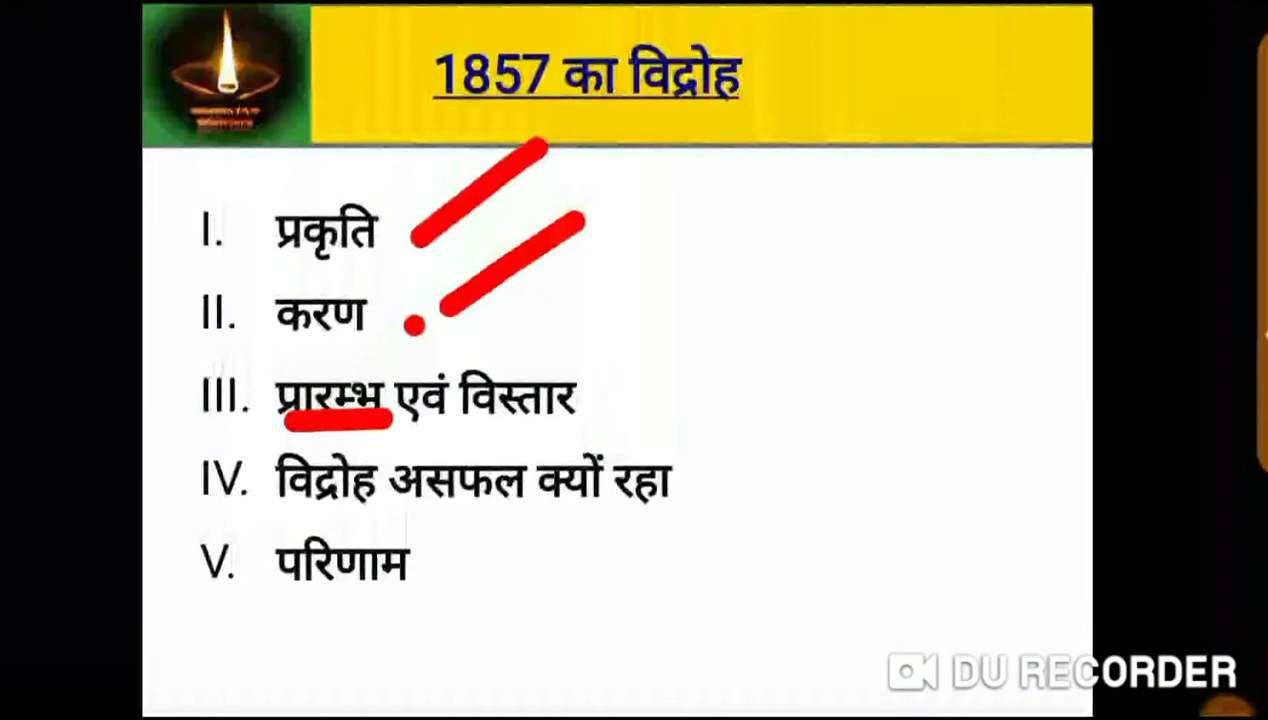 1857 का विद्रोह
I. प्रकृति
II. करण
III. प्रारम्भ एवं विस्तार
IV. विद्रोह असफल क्यों रहा
V. परिणाम
DU RECORDER